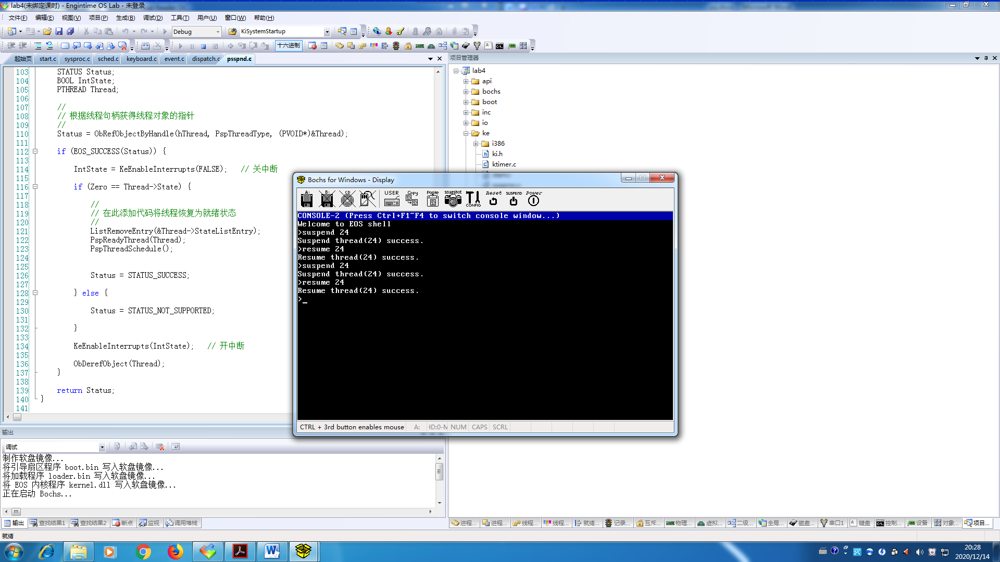 lab4(未绑定课时) - Engintime OS Lab - 未登录
文件(F) 编辑(E) 视图(V) 项目(P) 生成(B) 调试(D) 工具(T) 用户(U) 窗口(W) 帮助(H)
Debug KiSystemStartup
十六进制
起始页 start.c sysproc.c sched.c keyboard.c event.c dispatch.c psspnd.c
103 STATUS Status;
104 BOOL IntState;
105 PTHREAD Thread;
106
107 //
108 // 根据线程句柄获得线程对象的指针
109 //
110 Status = ObRefObjectByHandle(hThread, PspThreadType, (PVOID*)&Thread);
111
112 if (EOS_SUCCESS(Status)) {
113
114 IntState = KeEnableInterrupts(FALSE); // 关中断
115
116 if (Zero == Thread->State) {
117
118 //
119 // 在此添加代码将线程恢复为就绪状态
120 //
121 ListRemoveEntry(&Thread->StateListEntry);
122 PspReadyThread(Thread);
123 PspThreadSchedule();
124
125
126 Status = STATUS_SUCCESS;
127
128 } else {
129
130 Status = STATUS_NOT_SUPPORTED;
131
132 }
133
134 KeEnableInterrupts(IntState); // 开中断
135
136 ObDerefObject(Thread);
137 }
138
139 return Status;
140 }
141
项目管理器
lab4
api
bochs
boot
inc
io
ke
i386
ki.h
ktimer.c
Bochs for Windows - Display
A: B: CD USER Copy Paste snapshot CONFIG Reset SUSPEND Power
CONSOLE-2 (Press Ctrl+F1~F4 to switch console window...)
Welcome to EOS shell
>suspend 24
Suspend thread(24) success.
>resume 24
Resume thread(24) success.
>suspend 24
Suspend thread(24) success.
>resume 24
Resume thread(24) success.
>_
CTRL + 3rd button enables mouse A: HD:0-M NUM CAPS SCRL
输出
调试
制作软盘镜像...
将引导扇区程序 boot.bin 写入软盘镜像...
将加载程序 loader.bin 写入软盘镜像...
将 EOS 内核程序 kernel.dll 写入软盘镜像...
正在启动 Bochs...
输出 查找结果1 查找结果2 断点 监视 调用堆栈
进程... 进程... 线程... 线程... 就绪... 记录... 互斥... 物理... 虚拟... 二级... 全局... 磁盘... 串口1 键盘 控制... 设备 对象... 项目...
就绪
20:28
2020/12/14